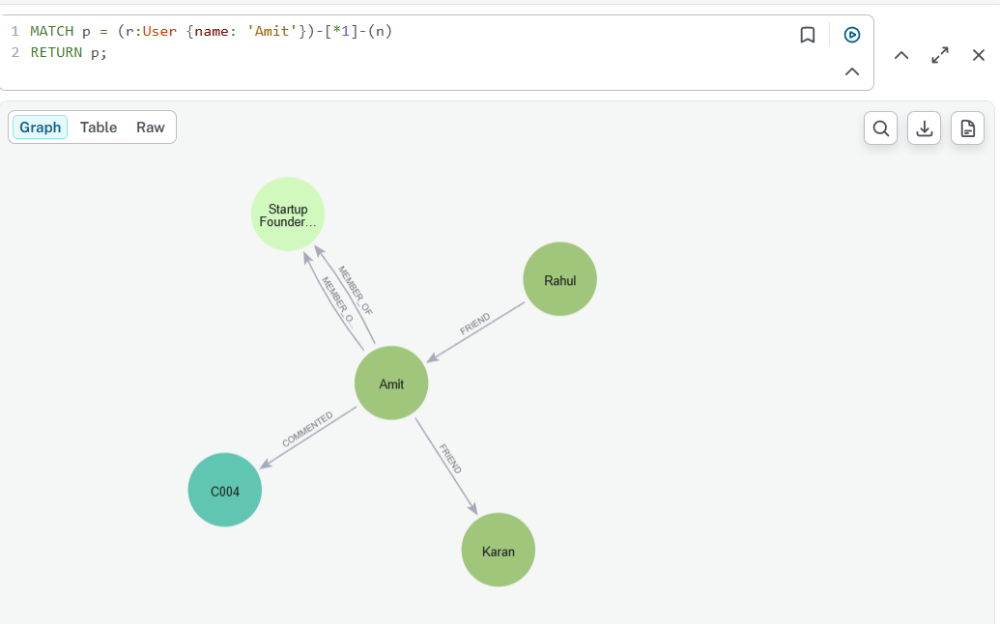 1 MATCH p = (r:User {name: 'Amit'})-[*1]-(n)
2 RETURN p;
Graph Table Raw
Startup
Founder...
MEMBER_OF
MEMBER_O...
Rahul
FRIEND
Amit
COMMENTED
FRIEND
C004
Karan